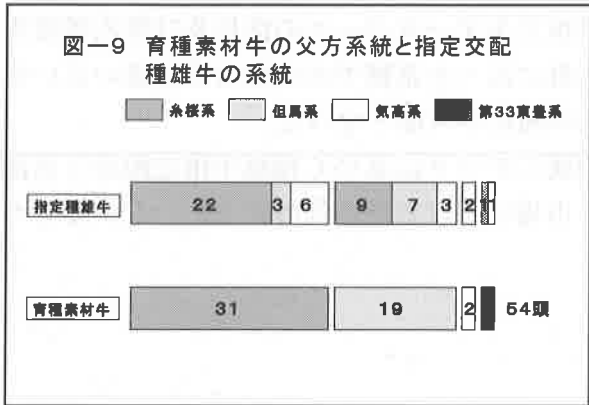 図ー9 育種素材牛の父方系統と指定交配
種雄牛の系統
糸桜系 但馬系 気高系 第33東豊系
指定種雄牛 22 3 6 9 7 3 2 1 1
育種素材牛 31 19 2 54頭